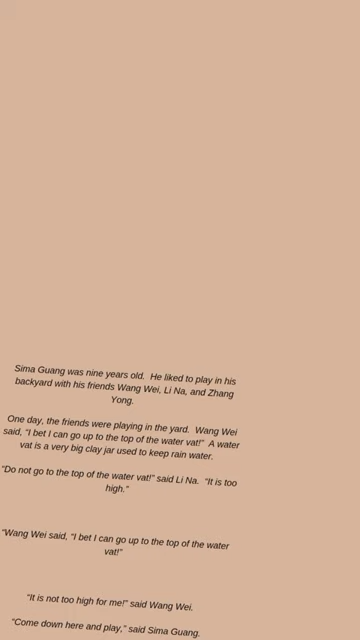 Sima Guang was nine years old.  He liked to play in his
backyard with his friends Wang Wei, Li Na, and Zhang
Yong.
One day, the friends were playing in the yard.  Wang Wei
said, "I bet I can go up to the top of the water vat!"  A water
vat is a very big clay jar used to keep rain water.
"Do not go to the top of the water vat!" said Li Na.  "It is too
high."
"Wang Wei said, "I bet I can go up to the top of the water
vat!"
"It is not too high for me!" said Wang Wei.
"Come down here and play," said Sima Guang.